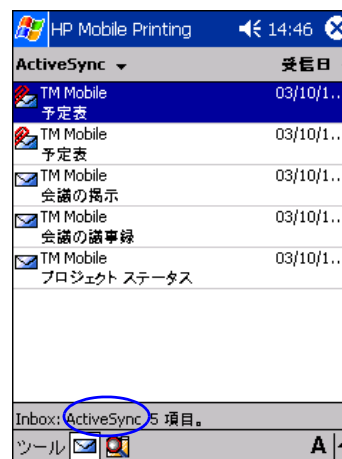 HP Mobile Printing 14:46
ActiveSync 受信日
TM Mobile 03/10/1...
予定表
TM Mobile 03/10/1...
予定表
TM Mobile 03/10/1...
会議の掲示
TM Mobile 03/10/1...
会議の議事録
TM Mobile 03/10/1...
プロジェクト ステータス
Inbox: ActiveSync 5 項目。
ツール A